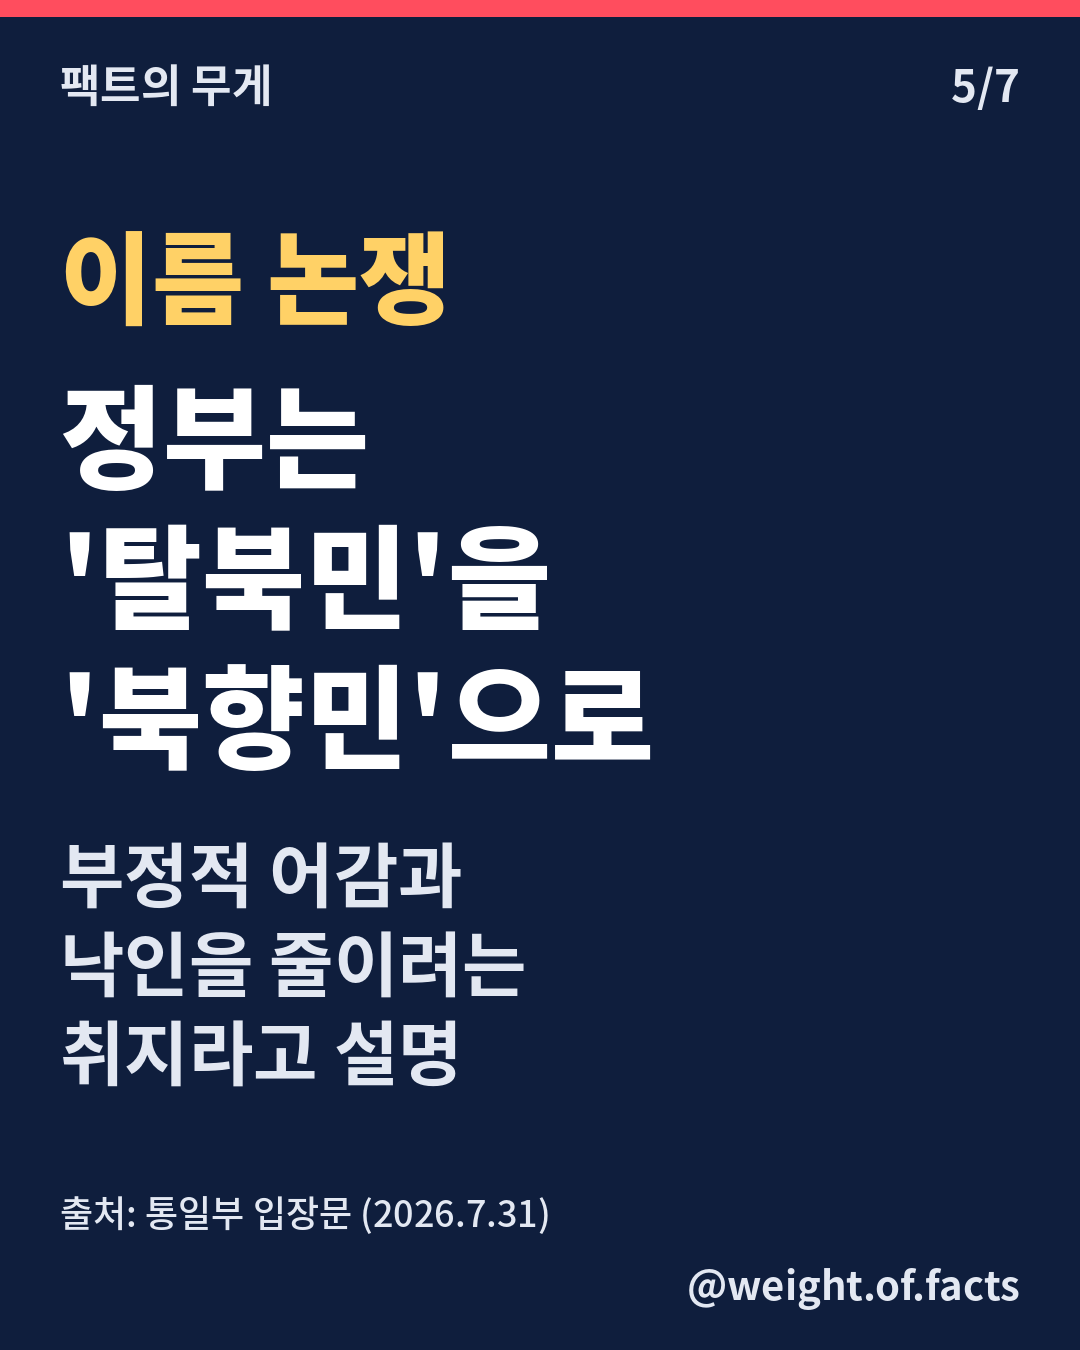 팩트의 무게
5/7
이름 논쟁
정부는
'탈북민'을
'북향민'으로
부정적 어감과
낙인을 줄이려는
취지라고 설명
출처: 통일부 입장문 (2026.7.31)
@weight.of.facts